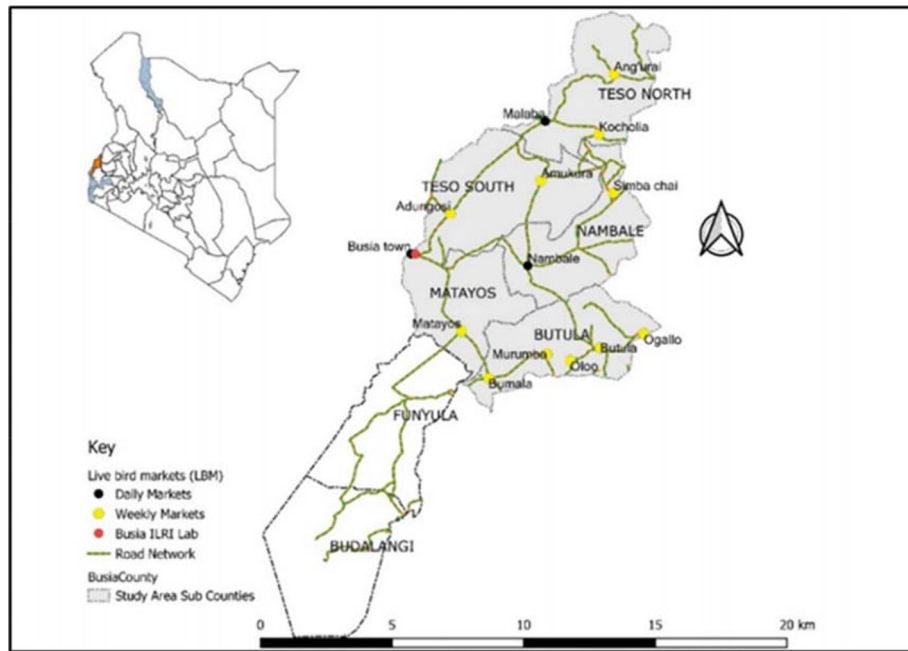 Ang'urai
TESO NORTH
Malaba
Kocholia
Amukura
TESO SOUTH
Simba chai
Adungosi
NAMBALE
Busia town
Nambale
MATAYOS
Matayos
BUTULA
Ogallo
Murumba
Butula
Oloo
Bumala
FUNYULA
Key
Live bird markets (LBM)
Daily Markets
Weekly Markets
Busia ILRI Lab
Road Network
BUDALANGI
BusiaCounty
Study Area Sub Counties
0 5 10 15 20 km